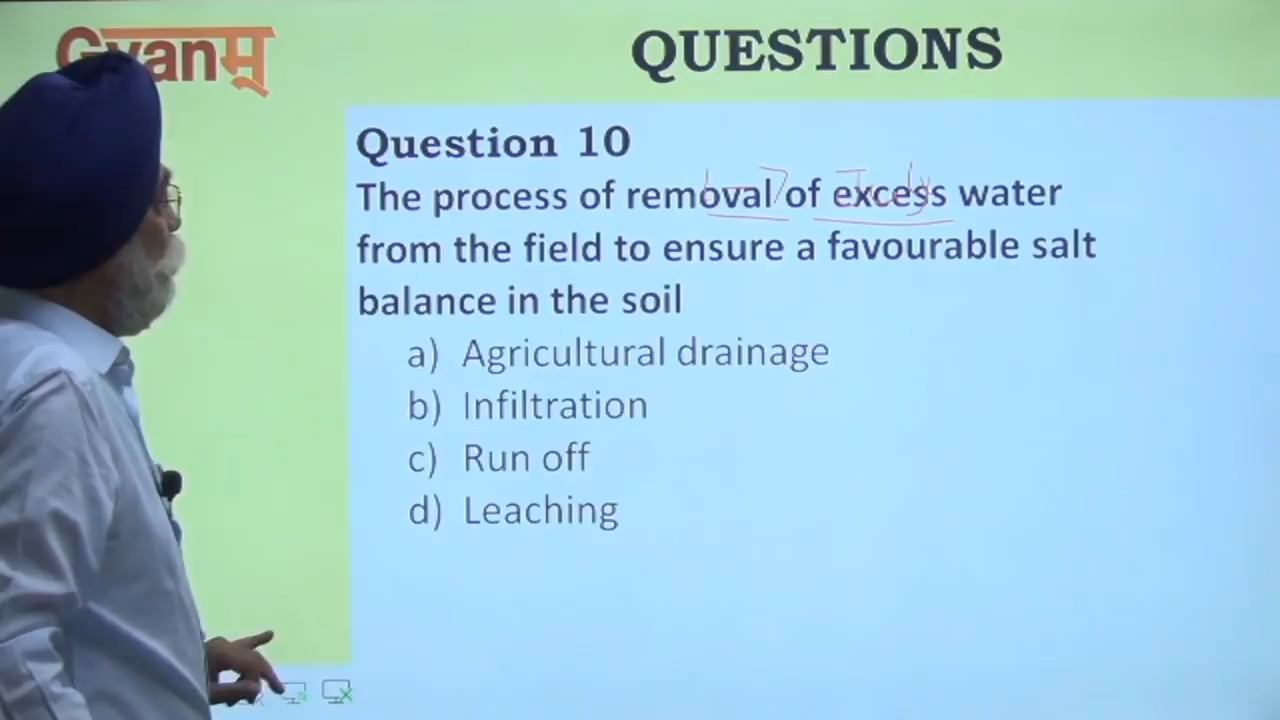 Gyanम्
QUESTIONS
Question 10
The process of removal of excess water
from the field to ensure a favourable salt
balance in the soil
a) Agricultural drainage
b) Infiltration
c) Run off
d) Leaching